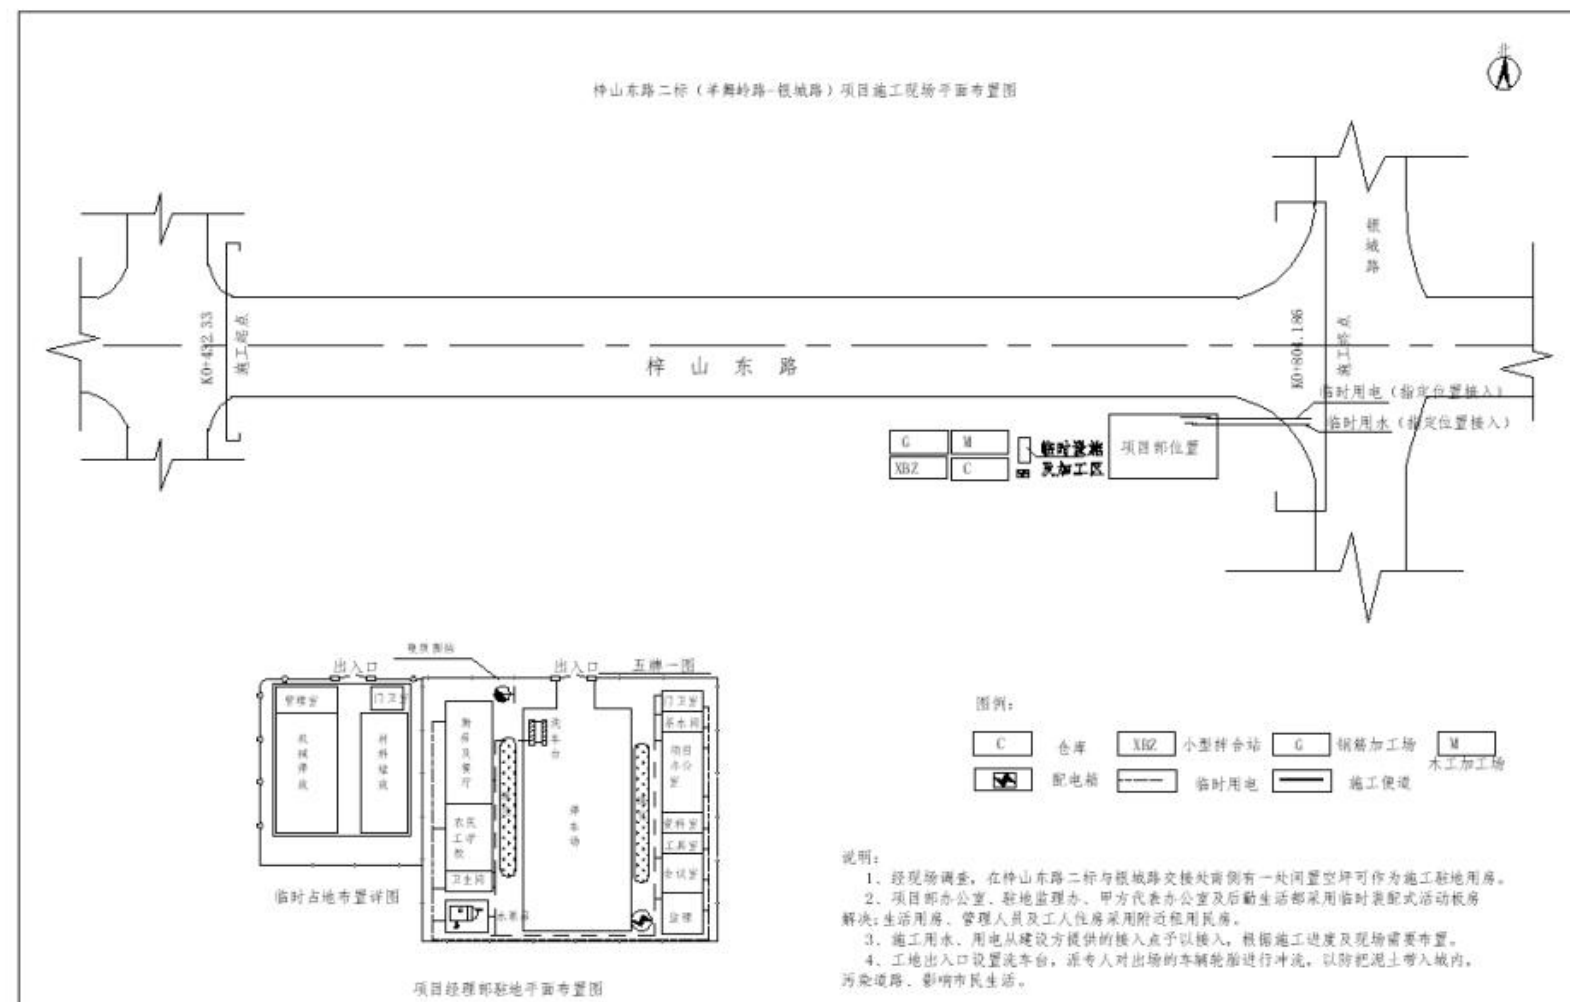 北
梓山东路二标（羊舞岭路-银城路）项目施工现场平面布置图
银城路
K0+432.33
施工起点
K0+804.186
施工终点
梓 山 东 路
临时用电（指定位置接入）
临时用水（指定位置接入）
G
M
XBZ
C
临时设施
及加工区
项目部位置
出入口
出入口
五牌一图
管理室
门卫室
洗车台
门卫室
茶水间
厨房及餐厅
项目办公室
停车场
农民工学校
资料室
工具室
卫生间
会议室
监理
临时占地布置详图
项目经理部驻地平面布置图
图例：
C
仓库
XBZ
小型拌合站
G
钢筋加工场
M
木工加工场
配电箱
临时用电
施工便道
说明：
1、经现场调查，在梓山东路二标与银城路交接处南侧有一处闲置空坪可作为施工驻地用房。
2、项目部办公室、驻地监理办、甲方代表办公室及后勤生活都采用临时装配式活动板房
解决；生活用房、管理人员及工人住房采用附近租用民房。
3、施工用水、用电从建设方提供的接入点予以接入，根据施工进度及现场需要布置。
4、工地出入口设置洗车台，派专人对出场的车辆轮胎进行冲洗，以防把泥土带入城内，
污染道路、影响市民生活。